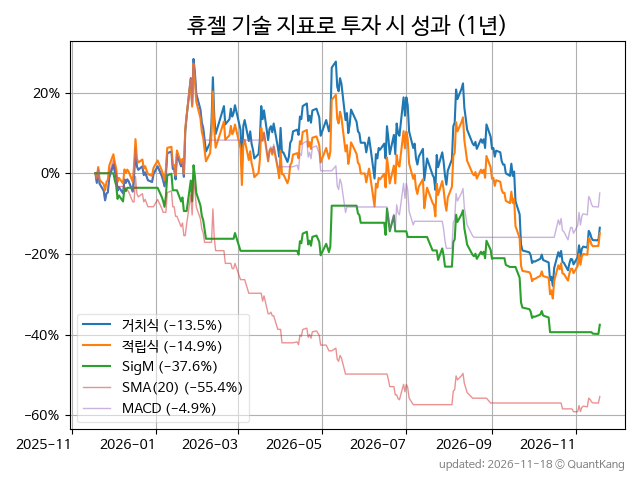 휴젤 기술 지표로 투자 시 성과 (1년)
20%
0%
−20%
−40%
−60%
거치식 (−13.5%)
적립식 (−14.9%)
SigM (−37.6%)
SMA(20) (−55.4%)
MACD (−4.9%)
2025−11 2026−01 2026−03 2026−05 2026−07 2026−09 2026−11
updated: 2026−11−18 ⓒ QuantKang